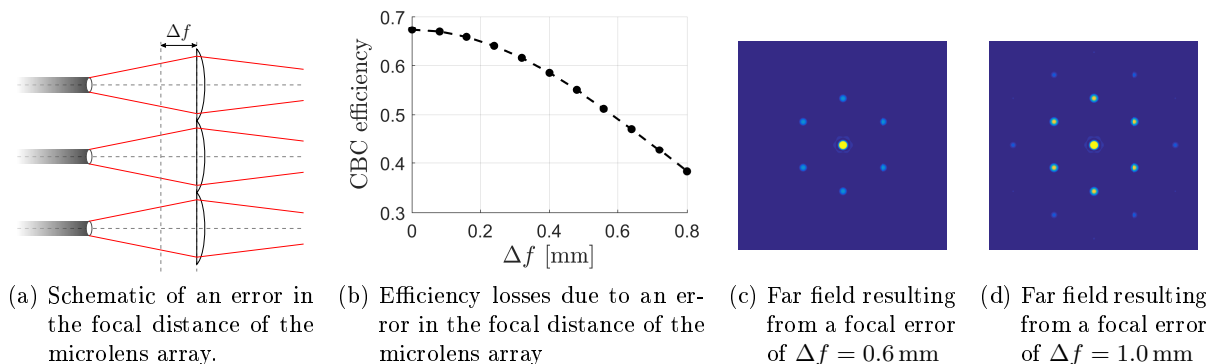 Δf
0.7
0.6
0.5
0.4
0.3
0
0.2
0.4
0.6
0.8
CBC efficiency
Δf [mm]
(a) Schematic of an error in
the focal distance of the
microlens array.
(b) Efficiency losses due to an er-
ror in the focal distance of the
microlens array
(c) Far field resulting
from a focal error
of Δf = 0.6 mm
(d) Far field resulting
from a focal error
of Δf = 1.0 mm